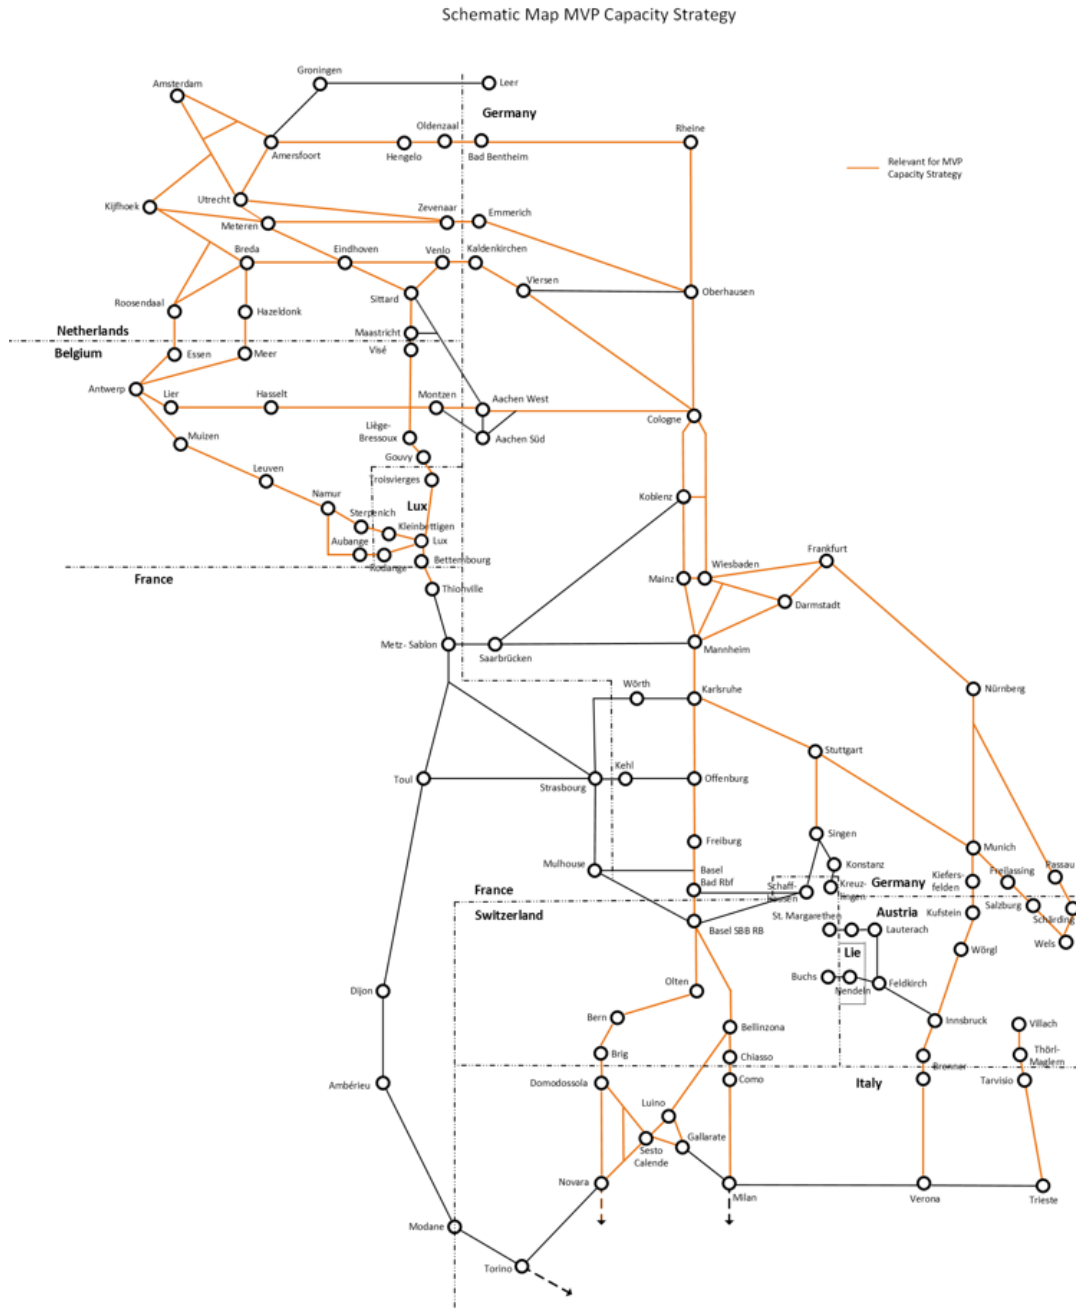 Schematic Map MVP Capacity Strategy
Groningen
Leer
Amsterdam
Germany
Oldenzaal
Rheine
Amersfoort
Hengelo
Bad Bentheim
Relevant for MVP
Capacity Strategy
Utrecht
Kijfhoek
Zevenaar
Emmerich
Meteren
Breda
Eindhoven
Venlo
Kaldenkirchen
Viersen
Sittard
Oberhausen
Roosendaal
Hazeldonk
Netherlands
Maastricht
Belgium
Essen
Meer
Visé
Antwerp
Lier
Hasselt
Montzen
Aachen West
Cologne
Muizen
Liège-
Bressoux
Aachen Süd
Gouvy
Leuven
Troisvierges
Namur
Koblenz
Sterpenich
Lux
Kleinbettigen
Aubange
Lux
Rodange
Bettembourg
France
Thionville
Frankfurt
Mainz
Wiesbaden
Darmstadt
Metz- Sablon
Saarbrücken
Mannheim
Wörth
Karlsruhe
Nürnberg
Stuttgart
Toul
Strasbourg
Kehl
Offenburg
Singen
Freiburg
Munich
Mulhouse
Basel
Bad Rbf
Konstanz
Kiefers-
felden
Freilassing
Passau
France
Schaff-
hausen
Kreuz-
lingen
Germany
Switzerland
Salzburg
Austria
Kufstein
Schärding
St. Margarethen
Basel SBB RB
Lauterach
Wels
Lie
Wörgl
Buchs
Nendeln
Feldkirch
Olten
Dijon
Bern
Bellinzona
Innsbruck
Villach
Brig
Chiasso
Brenner
Thörl-
Maglern
Domodossola
Como
Italy
Tarvisio
Ambérieu
Luino
Gallarate
Sesto
Calende
Novara
Milan
Verona
Trieste
Modane
Torino